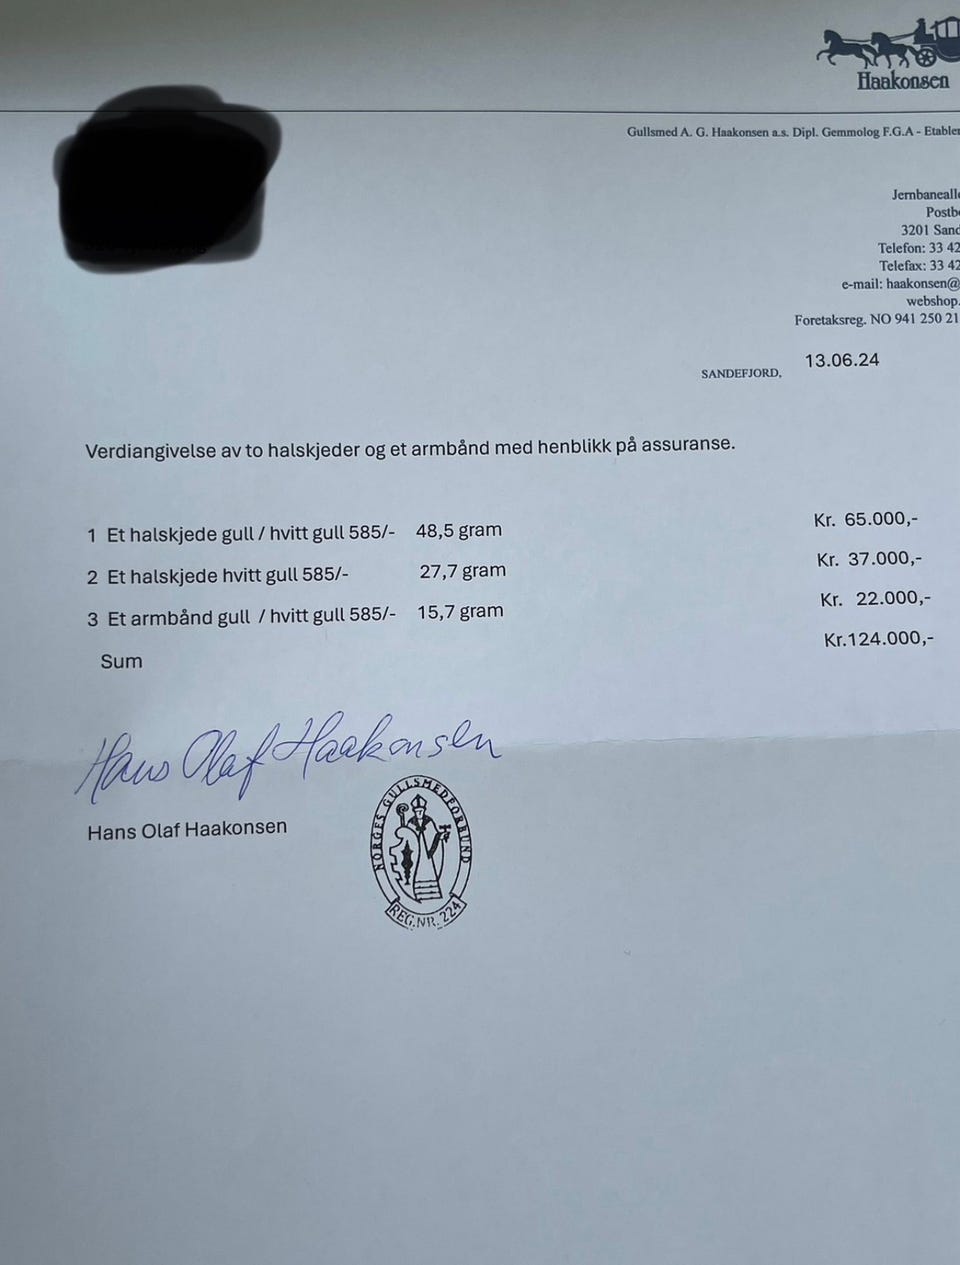 Haakonsen
Gullsmed A. G. Haakonsen a.s. Dipl. Gemmolog F.G.A - Etabler
Jernbanealle
Postb
3201 Sand
Telefon: 33 42
Telefax: 33 42
e-mail: haakonsen@
webshop.
Foretaksreg. NO 941 250 21
SANDEFJORD, 13.06.24
Verdiangivelse av to halskjeder og et armbånd med henblikk på assuranse.
1 Et halskjede gull / hvitt gull 585/- 48,5 gram Kr. 65.000,-
2 Et halskjede hvitt gull 585/- 27,7 gram Kr. 37.000,-
3 Et armbånd gull / hvitt gull 585/- 15,7 gram Kr. 22.000,-
Sum Kr.124.000,-
Hans Olaf Haakonsen
Hans Olaf Haakonsen
NORGES GULLSMEDFORBUND
REG.NR. 224